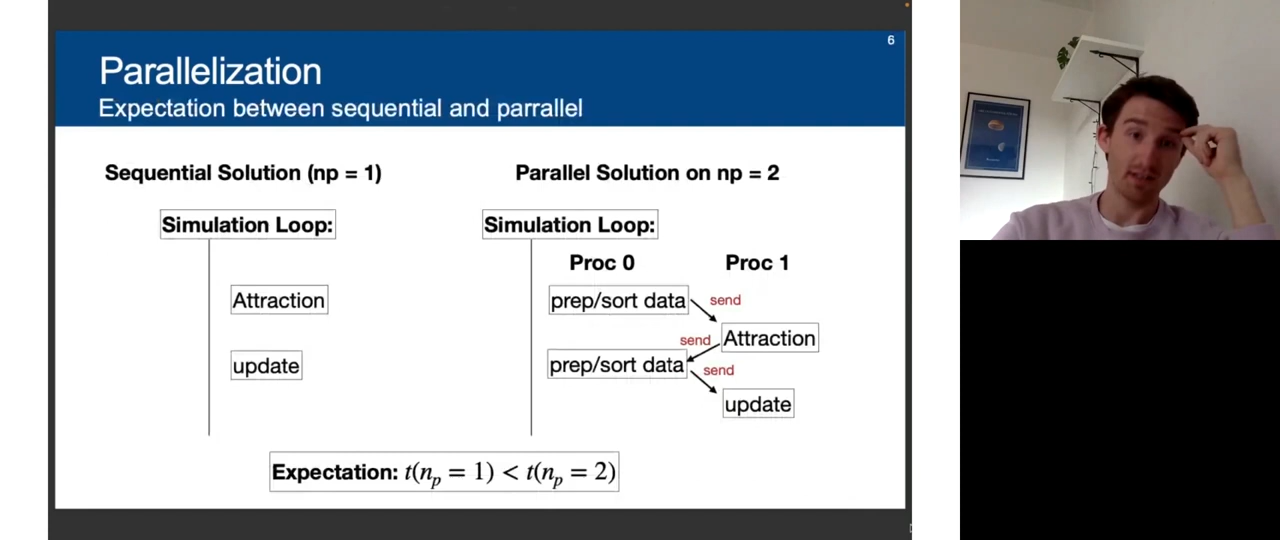 6
Parallelization
Expectation between sequential and parrallel
Sequential Solution (np = 1)
Simulation Loop:
Attraction
update
Parallel Solution on np = 2
Simulation Loop:
Proc 0 Proc 1
prep/sort data send
send Attraction
prep/sort data send
update
Expectation: t(nₚ = 1) < t(nₚ = 2)